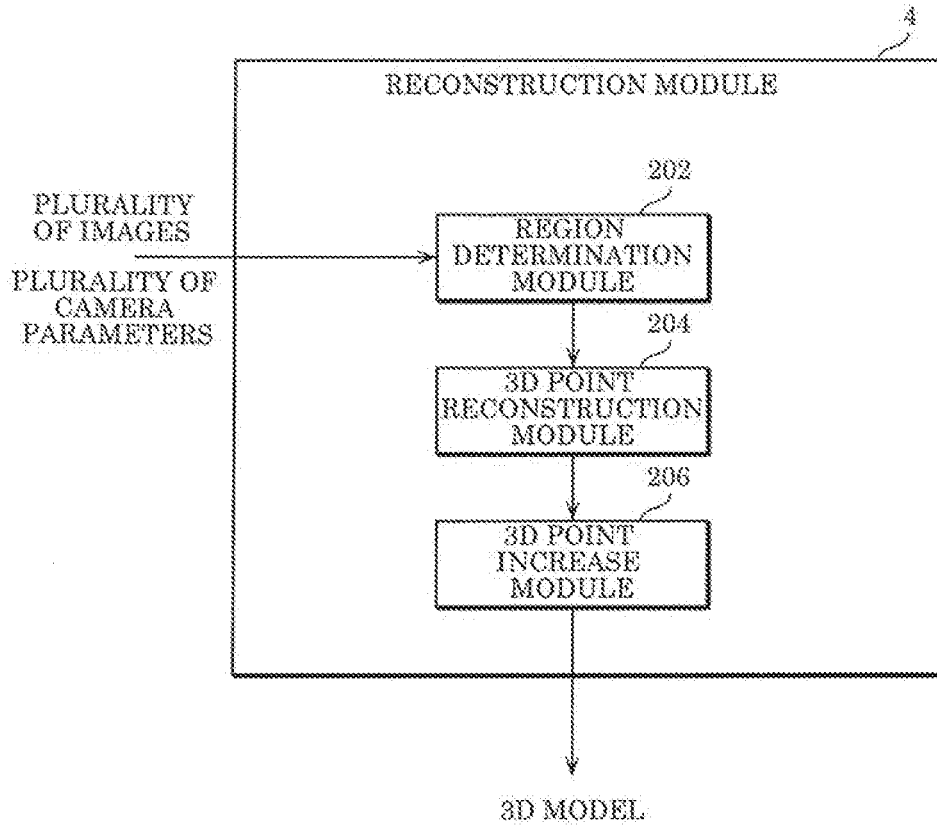 4
RECONSTRUCTION MODULE
202
PLURALITY
OF IMAGES
PLURALITY OF
CAMERA
PARAMETERS
REGION
DETERMINATION
MODULE
204
3D POINT
RECONSTRUCTION
MODULE
206
3D POINT
INCREASE
MODULE
3D MODEL